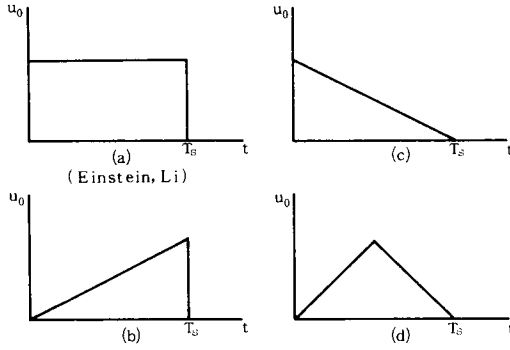 u₀
Tₛ t
(a)
(Einstein, Li)
u₀
Tₛ t
(c)
u₀
Tₛ t
(b)
u₀
Tₛ t
(d)